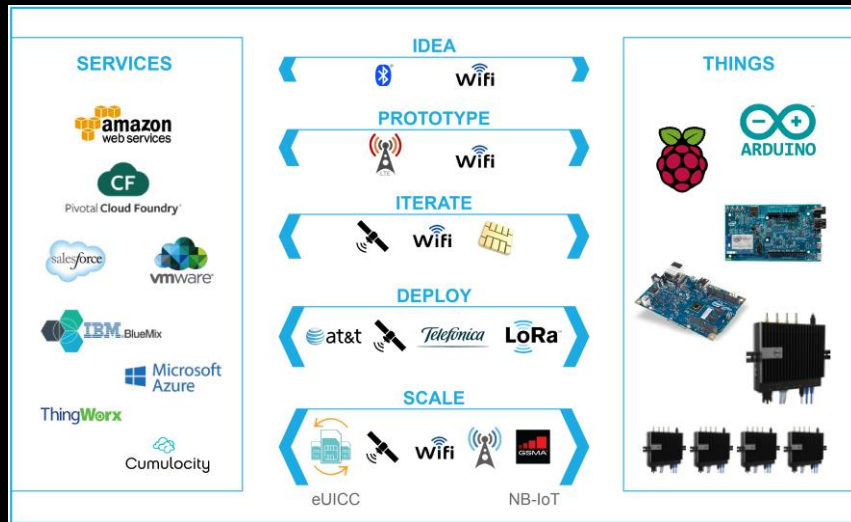 SERVICES
amazon
web services
CF
Pivotal Cloud Foundry
salesforce
vmware
IBM BlueMix
Microsoft
Azure
ThingWorx
Cumulocity
IDEA
Wifi
PROTOTYPE
LTE
Wifi
ITERATE
Wifi
DEPLOY
at&t
Telefónica
LoRa
SCALE
Wifi
GSMA
eUICC
NB-IoT
THINGS
ARDUINO